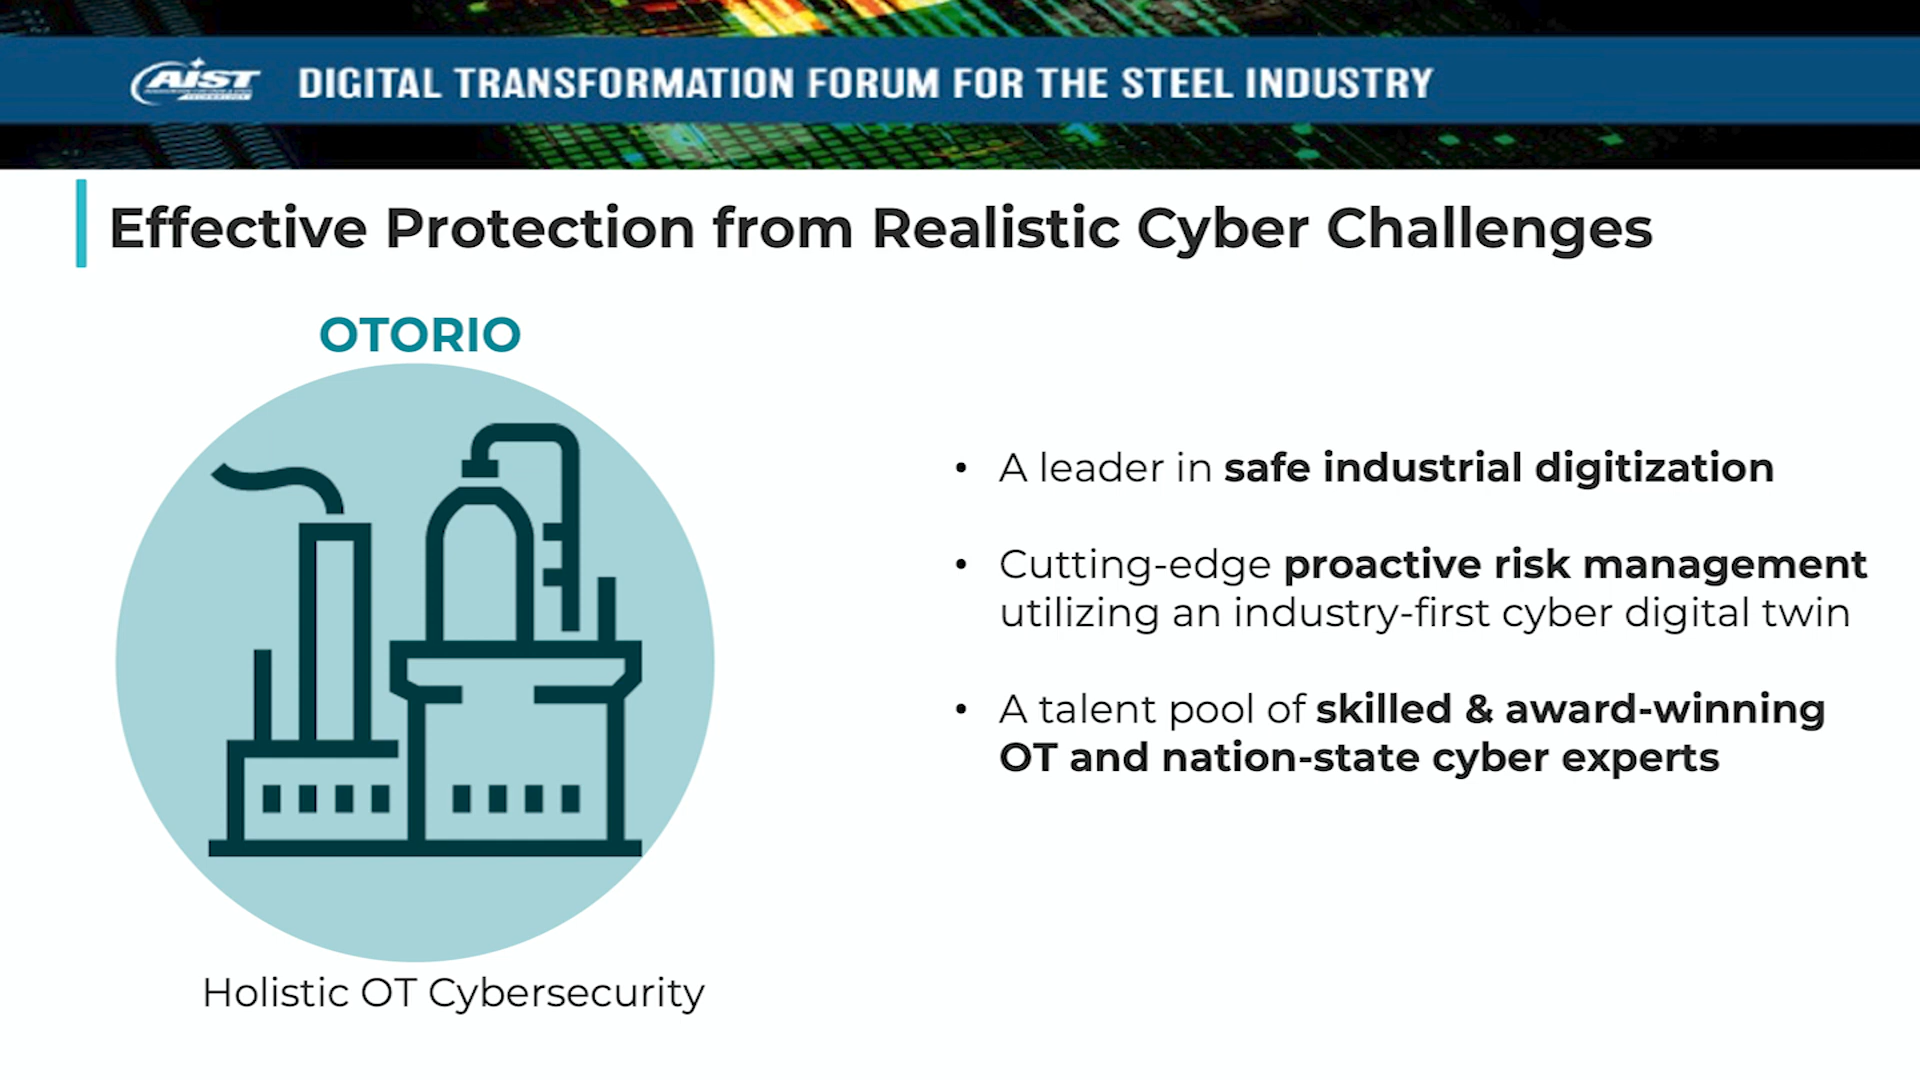 AIST
DIGITAL TRANSFORMATION FORUM FOR THE STEEL INDUSTRY
Effective Protection from Realistic Cyber Challenges
OTORIO
• A leader in safe industrial digitization
• Cutting-edge proactive risk management
utilizing an industry-first cyber digital twin
• A talent pool of skilled & award-winning
OT and nation-state cyber experts
Holistic OT Cybersecurity